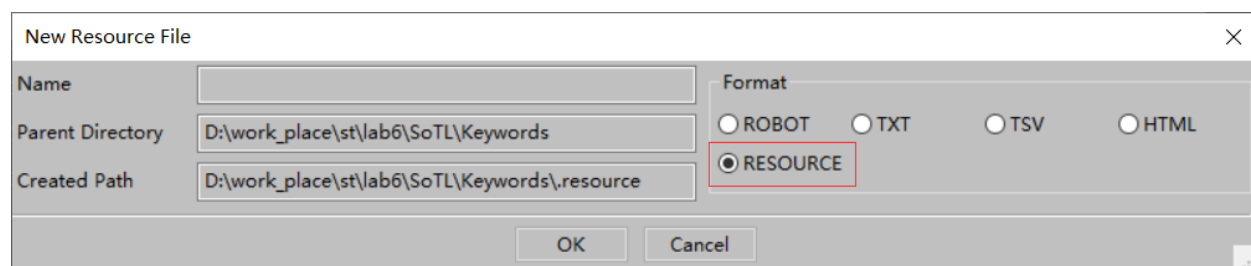 New Resource File
Name
Format
Parent Directory D:\work_place\st\lab6\SoTL\Keywords
ROBOT TXT TSV HTML
RESOURCE
Created Path D:\work_place\st\lab6\SoTL\Keywords\.resource
OK Cancel